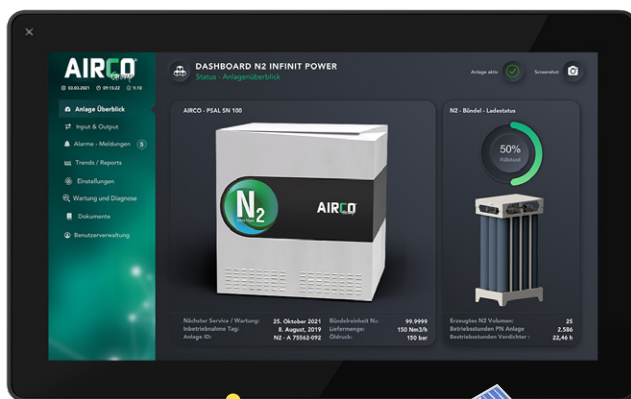 AIRCO
Group
03.03.2021 09:15:22 V.10
Anlage Überblick
Input & Output
Alarme - Meldungen 5
Trends / Reports
Einstellungen
Wartung und Diagnose
Dokumente
Benutzerverwaltung
DASHBOARD N2 INFINIT POWER
Status - Anlagenüberblick
Anlage aktiv
Screenshot
AIRCO - PSAL SN 100
N2
AIRCO
Group
Nächster Service / Wartung: 25. Oktober 2021
Inbetriebnahme Tag: 8. August, 2019
Anlage ID: N2 - A 75562-092
Bündelreinheit N2: 99.9999
Liefermenge: 150 Nm3/h
Öldruck: 150 bar
N2 - Bündel - Ladestatus
50%
Füllstand
Erzeugtes N2 Volumen: 25
Betriebsstunden PN Anlage 2.586
Bestriebsstunden Verdichter : 22,46 h